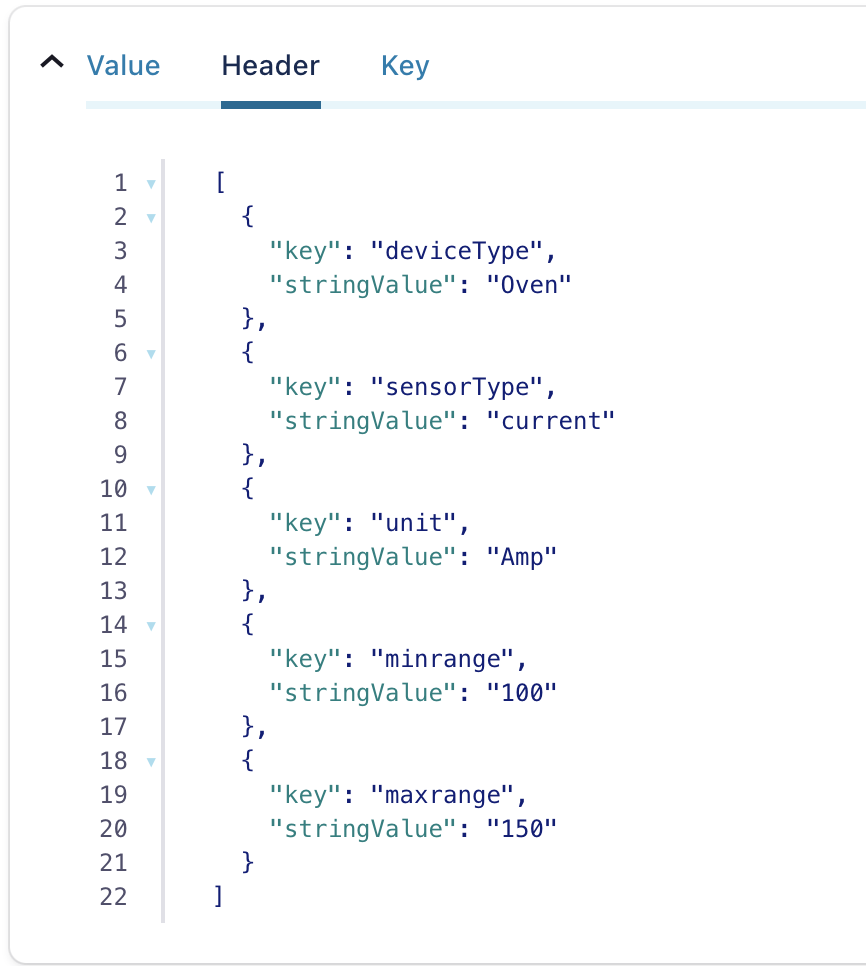 Value Header Key
1 [
2 {
3 "key": "deviceType",
4 "stringValue": "Oven"
5 },
6 {
7 "key": "sensorType",
8 "stringValue": "current"
9 },
10 {
11 "key": "unit",
12 "stringValue": "Amp"
13 },
14 {
15 "key": "minrange",
16 "stringValue": "100"
17 },
18 {
19 "key": "maxrange",
20 "stringValue": "150"
21 }
22 ]